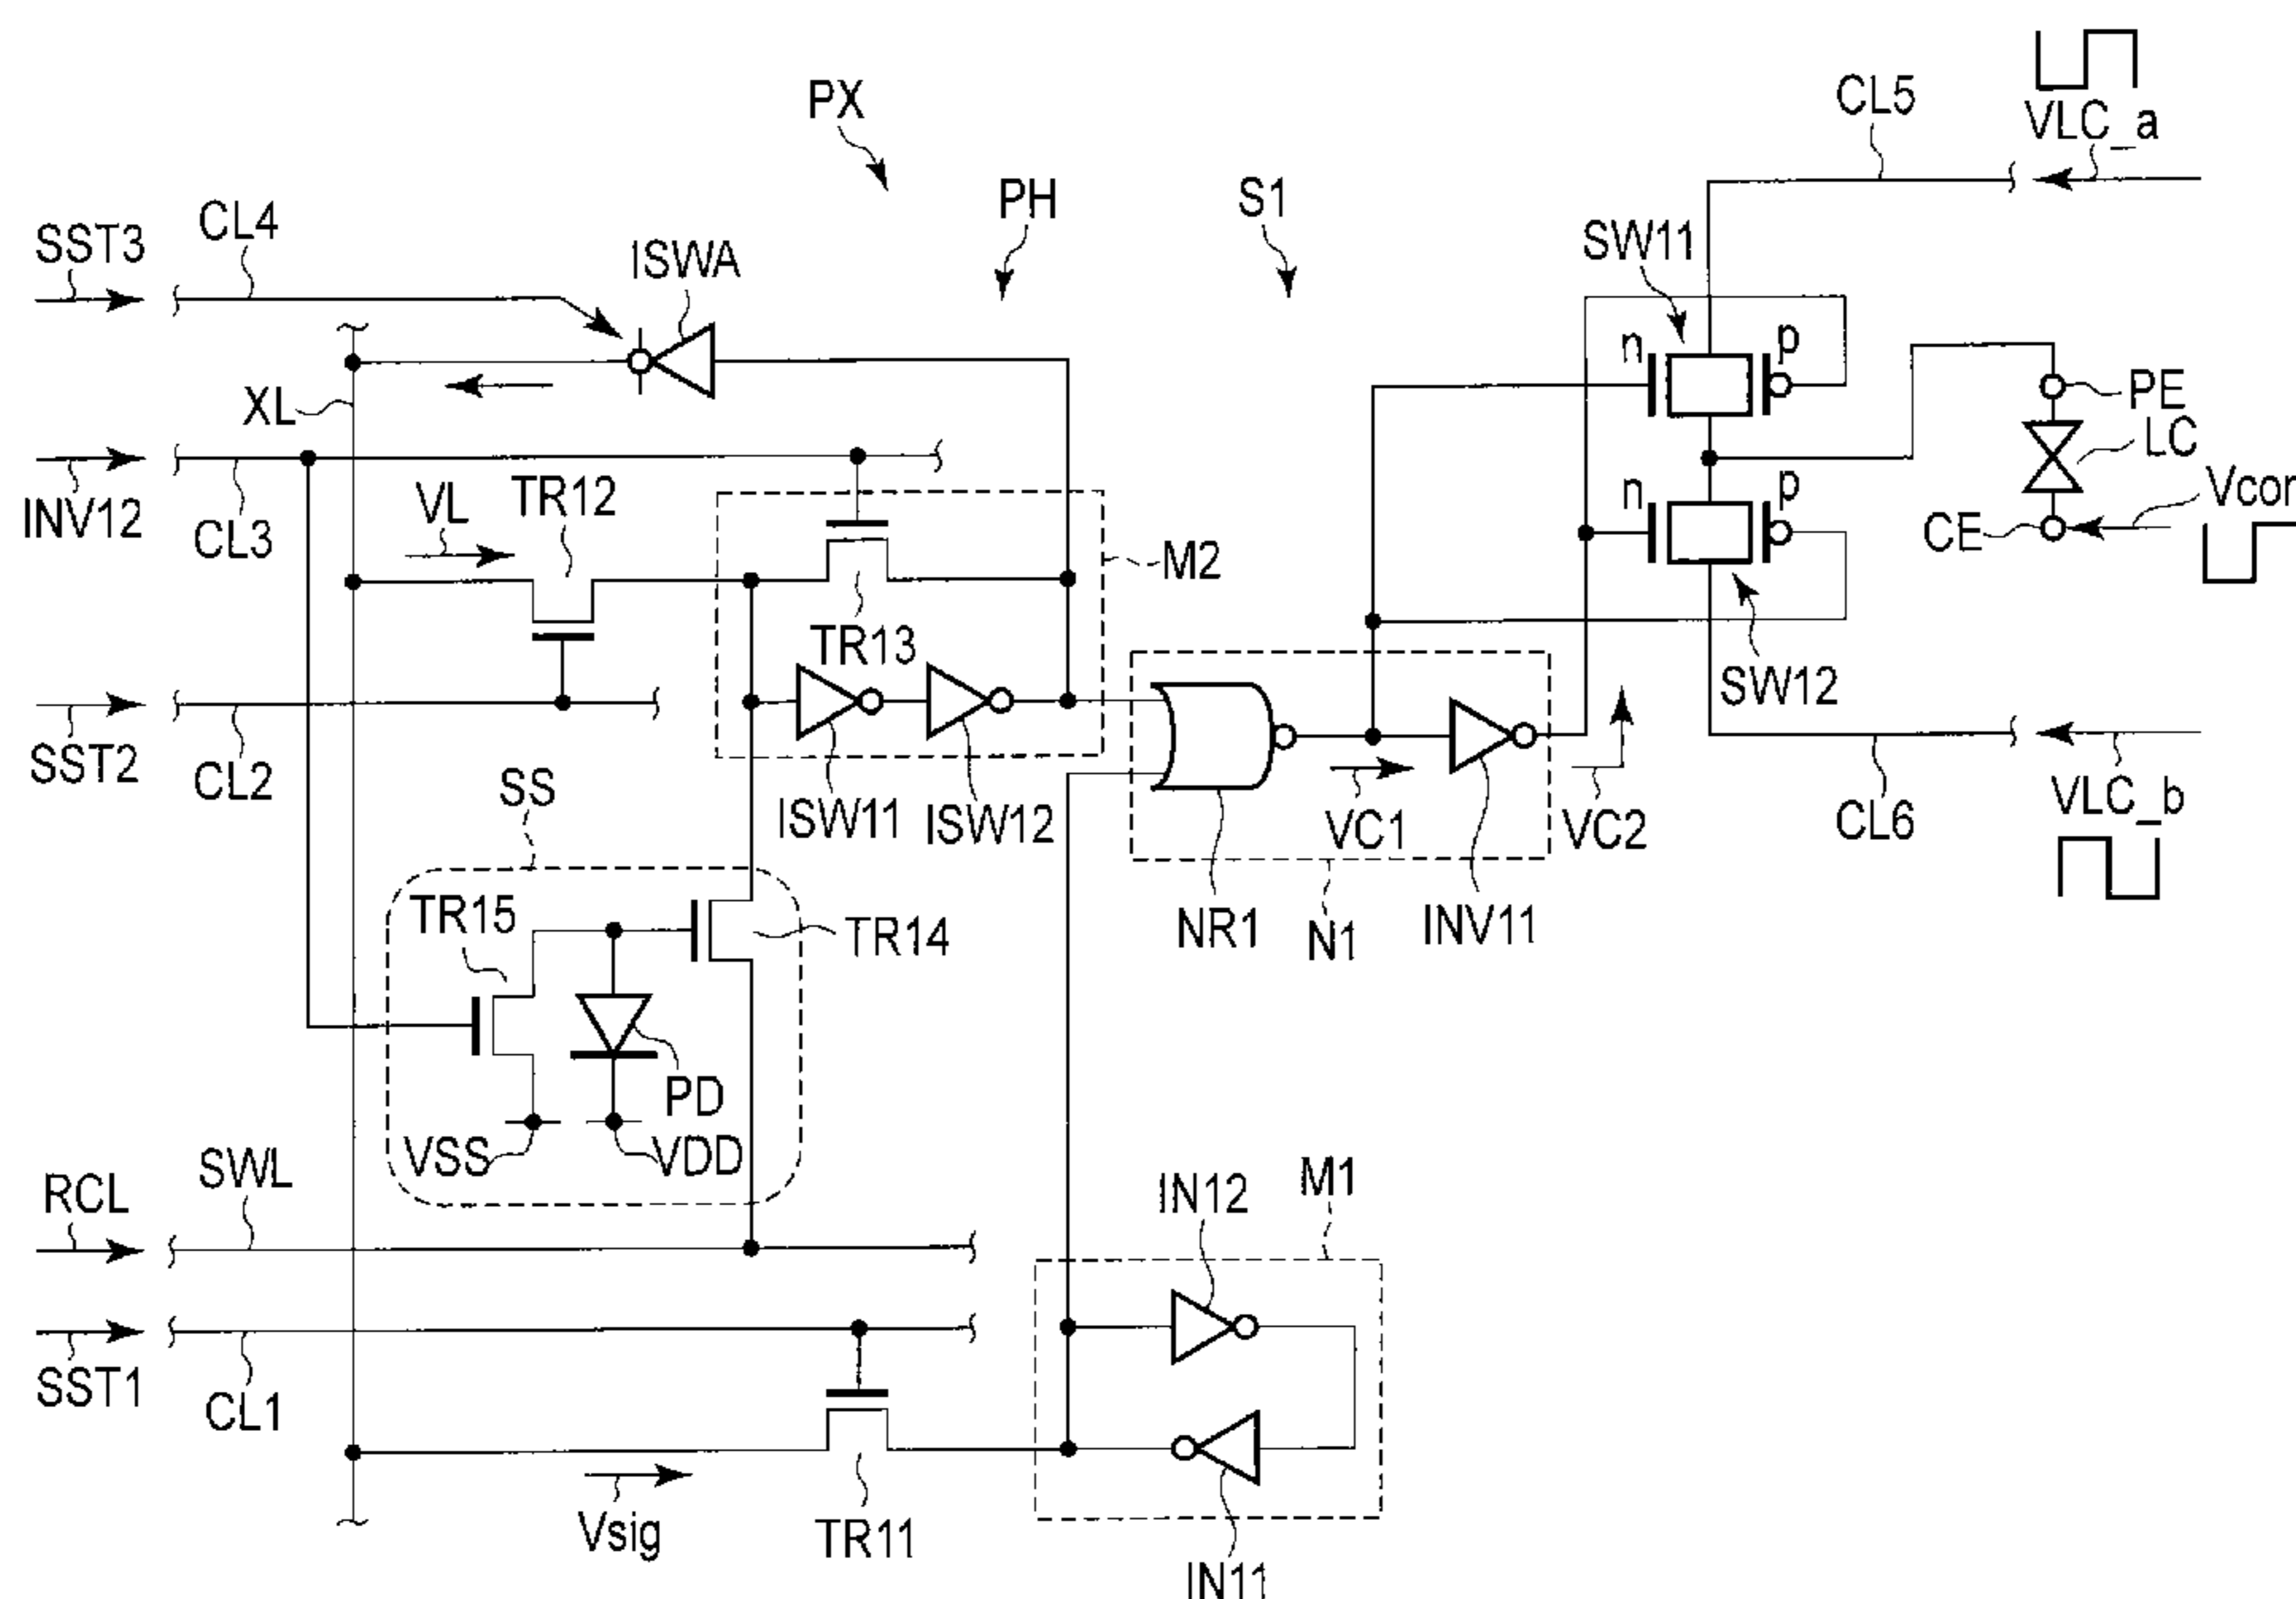 PX
PH
S1
CL5
VLC_a
SST3
CL4
ISWA
SW11
n
p
XL
PE
LC
INV12
CL3
VL
TR12
M2
n
p
CE
Vcor
TR13
SST2
CL2
SS
ISW11
ISW12
SW12
VC1
VC2
CL6
VLC_b
TR15
TR14
NR1
N1
INV11
PD
VSS
VDD
RCL
SWL
IN12
M1
SST1
CL1
Vsig
TR11
IN11